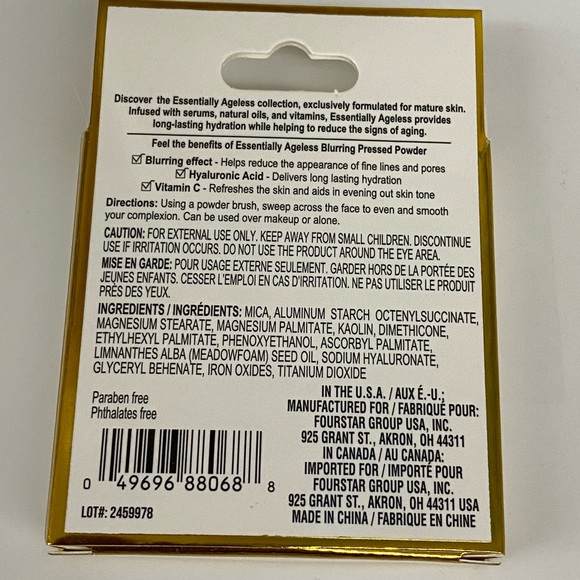 Discover the Essentially Ageless collection, exclusively formulated for mature skin.
Infused with serums, natural oils, and vitamins, Essentially Ageless provides
long-lasting hydration while helping to reduce the signs of aging.
Feel the benefits of Essentially Ageless Blurring Pressed Powder
☑ Blurring effect - Helps reduce the appearance of fine lines and pores
☑ Hyaluronic Acid - Delivers long lasting hydration
☑ Vitamin C - Refreshes the skin and aids in evening out skin tone
Directions: Using a powder brush, sweep across the face to even and smooth
your complexion. Can be used over makeup or alone.
CAUTION: FOR EXTERNAL USE ONLY. KEEP AWAY FROM SMALL CHILDREN. DISCONTINUE
USE IF IRRITATION OCCURS. DO NOT USE THE PRODUCT AROUND THE EYE AREA.
MISE EN GARDE: POUR USAGE EXTERNE SEULEMENT. GARDER HORS DE LA PORTÉE DES
JEUNES ENFANTS. CESSER L'EMPLOI EN CAS D'IRRITATION. NE PAS UTILISER LE PRODUIT
PRÈS DES YEUX.
INGREDIENTS / INGRÉDIENTS: MICA, ALUMINUM STARCH OCTENYLSUCCINATE,
MAGNESIUM STEARATE, MAGNESIUM PALMITATE, KAOLIN, DIMETHICONE,
ETHYLHEXYL PALMITATE, PHENOXYETHANOL, ASCORBYL PALMITATE,
LIMNANTHES ALBA (MEADOWFOAM) SEED OIL, SODIUM HYALURONATE,
GLYCERYL BEHENATE, IRON OXIDES, TITANIUM DIOXIDE
Paraben free
Phthalates free
0 49696 88068 8
LOT#: 2459978
IN THE U.S.A. / AUX É.-U.;
MANUFACTURED FOR / FABRIQUÉ POUR:
FOURSTAR GROUP USA, INC.
925 GRANT ST., AKRON, OH 44311
IN CANADA / AU CANADA:
IMPORTED FOR / IMPORTÉ POUR
FOURSTAR GROUP USA, INC.
925 GRANT ST., AKRON, OH 44311 USA
MADE IN CHINA / FABRIQUE EN CHINE